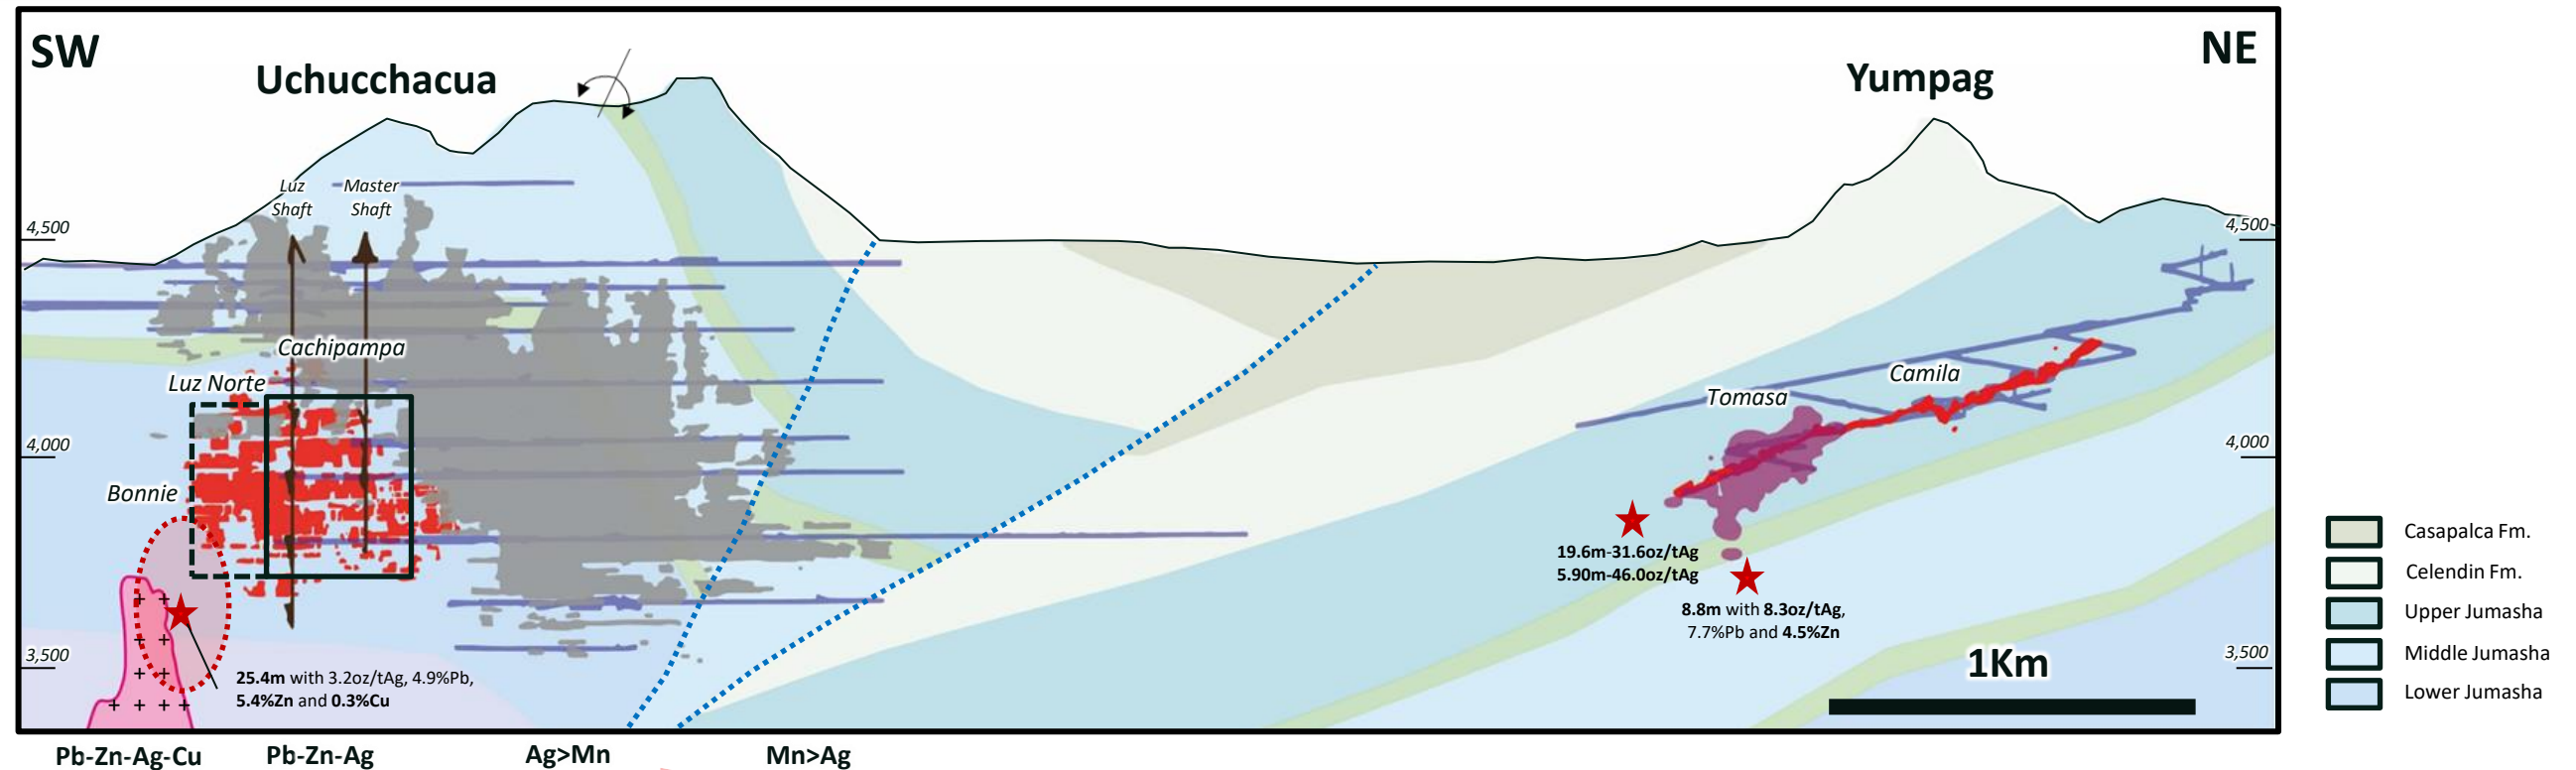 SW
NE
Uchucchacua
Yumpag
Luz
Shaft
Master
Shaft
4,500
4,500
Cachipampa
Luz Norte
Camila
Tomasa
4,000
4,000
Bonnie
19.6m-31.6oz/tAg
5.90m-46.0oz/tAg
8.8m with 8.3oz/tAg,
7.7%Pb and 4.5%Zn
3,500
3,500
25.4m with 3.2oz/tAg, 4.9%Pb,
5.4%Zn and 0.3%Cu
1Km
Casapalca Fm.
Celendin Fm.
Upper Jumasha
Middle Jumasha
Lower Jumasha
Pb-Zn-Ag-Cu
Pb-Zn-Ag
Ag>Mn
Mn>Ag